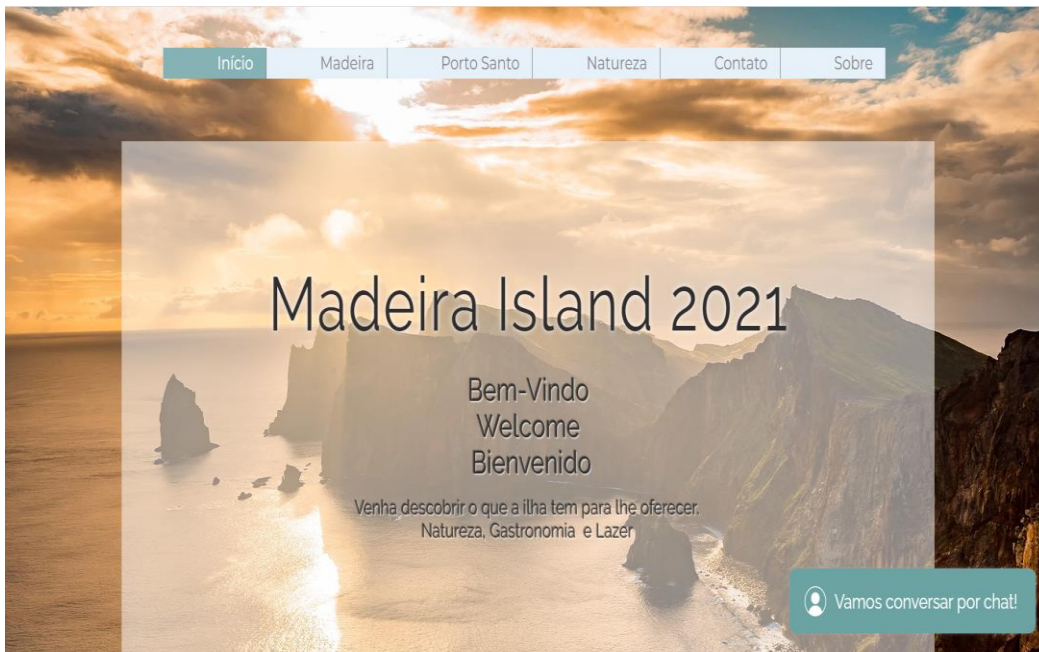 Início Madeira Porto Santo Natureza Contato Sobre
Madeira Island 2021
Bem-Vindo
Welcome
Bienvenido
Venha descobrir o que a ilha tem para lhe oferecer.
Natureza, Gastronomia e Lazer
Vamos conversar por chat!